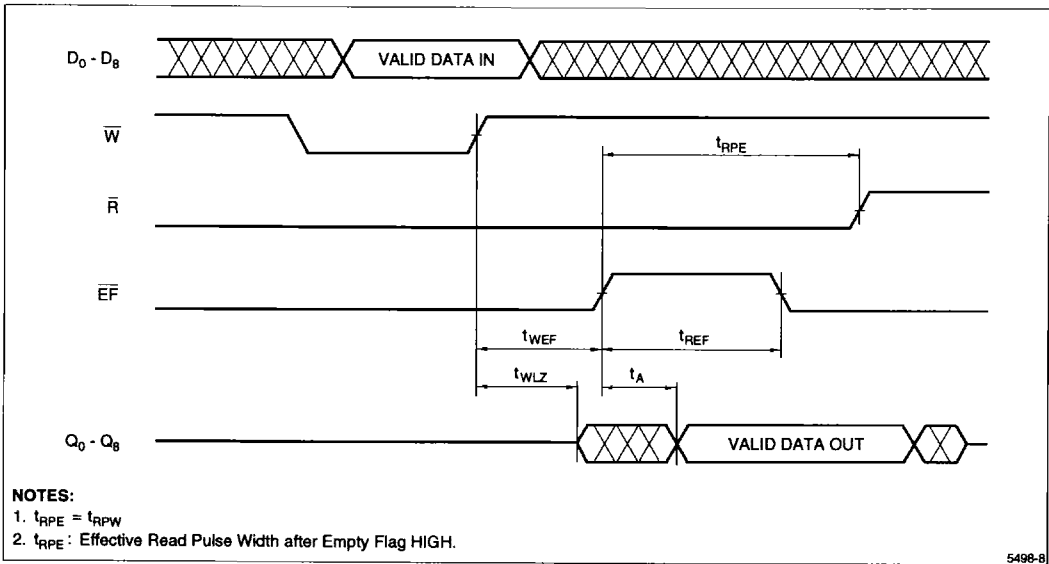 D0 - D8
VALID DATA IN
W
tRPE
R
EF
tWEF
tREF
tWLZ
tA
Q0 - Q8
VALID DATA OUT
NOTES:
1. tRPE = tRPW
2. tRPE : Effective Read Pulse Width after Empty Flag HIGH.
5498-8